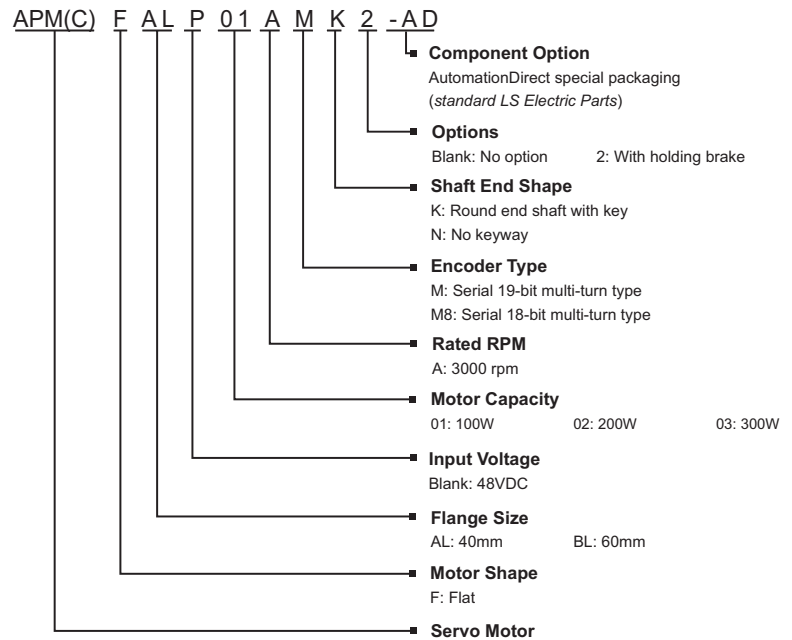 APM(C) F AL P 01 A M K 2 -AD
Component Option
AutomationDirect special packaging
(standard LS Electric Parts)
Options
Blank: No option 2: With holding brake
Shaft End Shape
K: Round end shaft with key
N: No keyway
Encoder Type
M: Serial 19-bit multi-turn type
M8: Serial 18-bit multi-turn type
Rated RPM
A: 3000 rpm
Motor Capacity
01: 100W 02: 200W 03: 300W
Input Voltage
Blank: 48VDC
Flange Size
AL: 40mm BL: 60mm
Motor Shape
F: Flat
Servo Motor